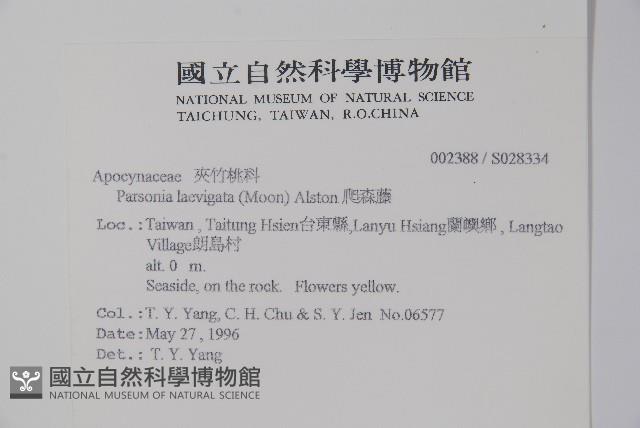 國立自然科學博物館
NATIONAL MUSEUM OF NATURAL SCIENCE
TAICHUNG, TAIWAN, R.O.CHINA
002388 / S028334
Apocynaceae 夾竹桃科
Parsonia laevigata (Moon) Alston 爬森藤
Loc.:Taiwan , Taitung Hsien台東縣,Lanyu Hsiang蘭嶼鄉 , Langtao
Village朗島村
alt. 0 m.
Seaside, on the rock. Flowers yellow.
Col.:T. Y. Yang, C. H. Chu & S. Y. Jen No.06577
Date:May 27 , 1996
Det.: T. Y. Yang
國立自然科學博物館
NATIONAL MUSEUM OF NATURAL SCIENCE